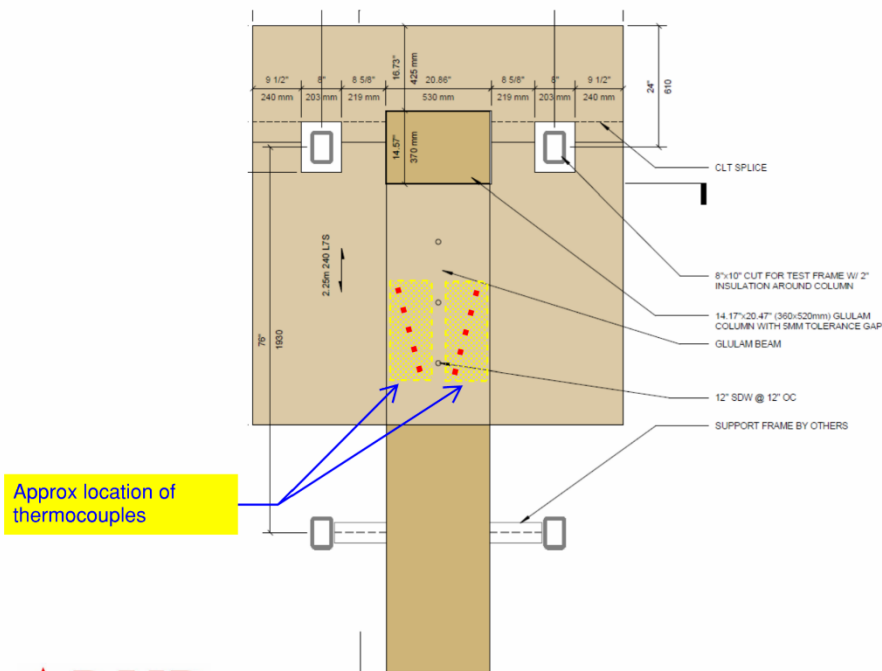 16.73"
425 mm
9 1/2" 8" 8 5/8" 20.86" 8 5/8" 8" 9 1/2"
240 mm 203 mm 219 mm 530 mm 219 mm 203 mm 240 mm
24"
610
14.57"
370 mm
CLT SPLICE
2.25m 240 L7S
8"x10" CUT FOR TEST FRAME W/ 2"
INSULATION AROUND COLUMN
14.17"x20.47" (360x520mm) GLULAM
COLUMN WITH 5MM TOLERANCE GAP
GLULAM BEAM
76"
1930
12" SDW @ 12" OC
SUPPORT FRAME BY OTHERS
Approx location of
thermocouples